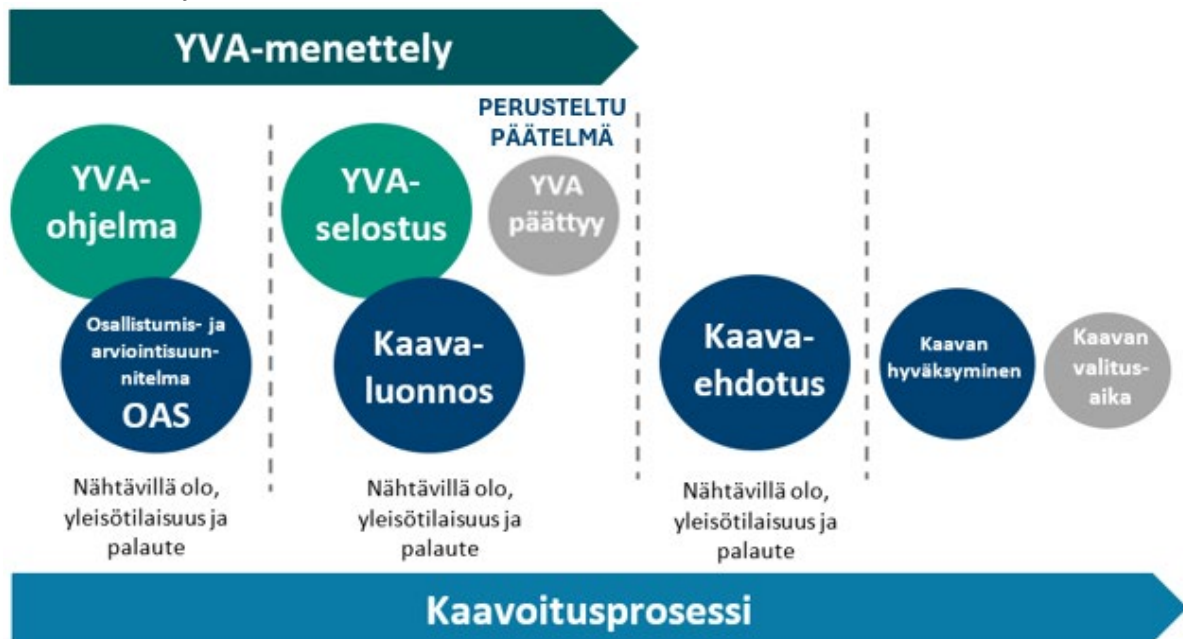 YVA-menettely
PERUSTELTU
PÄÄTELMÄ
YVA-
ohjelma
YVA-
selostus
YVA
päättyy
Osallistumis- ja
arviointisuun-
nitelma
OAS
Kaava-
luonnos
Kaava-
ehdotus
Kaavan
hyväksyminen
Kaavan
valitus-
aika
Nähtävillä olo,
yleisötilaisuus ja
palaute
Nähtävillä olo,
yleisötilaisuus ja
palaute
Nähtävillä olo,
yleisötilaisuus ja
palaute
Kaavoitusprosessi